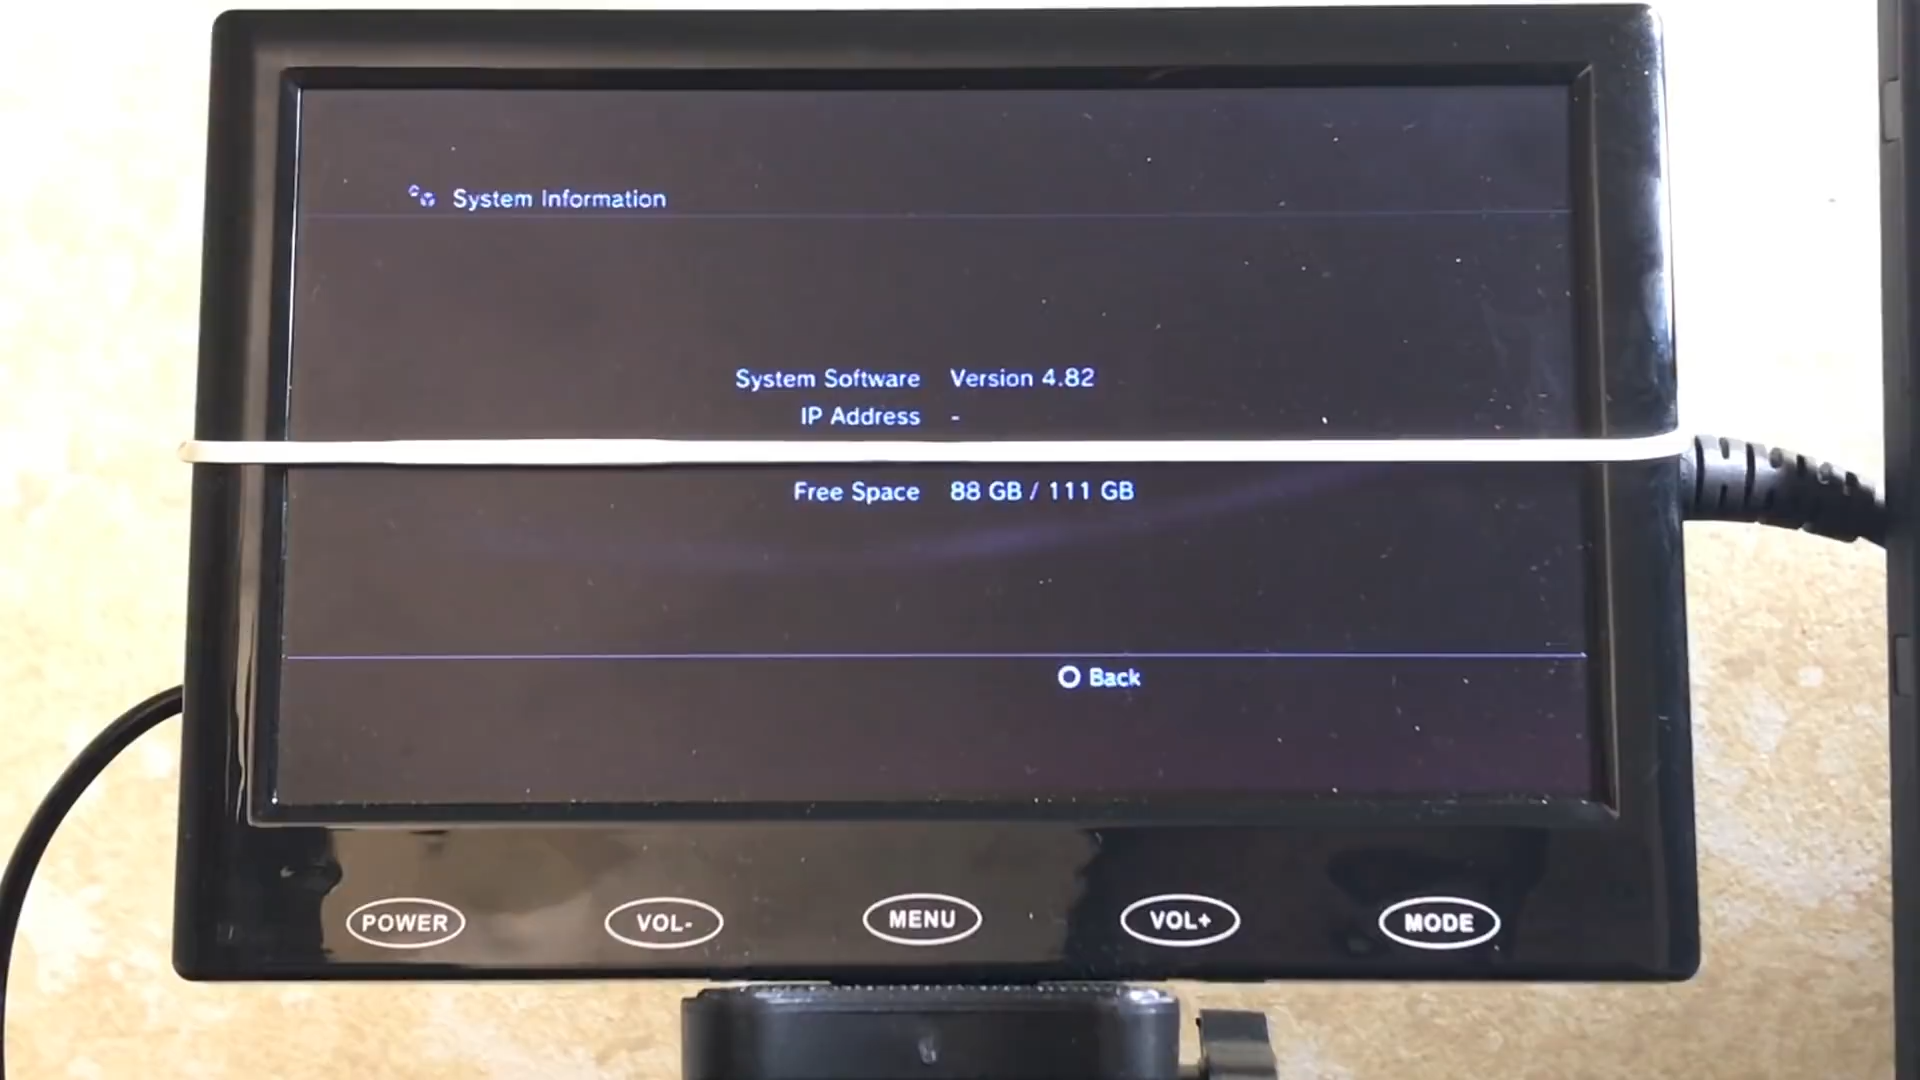 System Information
System Software Version 4.82
IP Address -
Free Space 88 GB / 111 GB
Back
POWER VOL- MENU VOL+ MODE